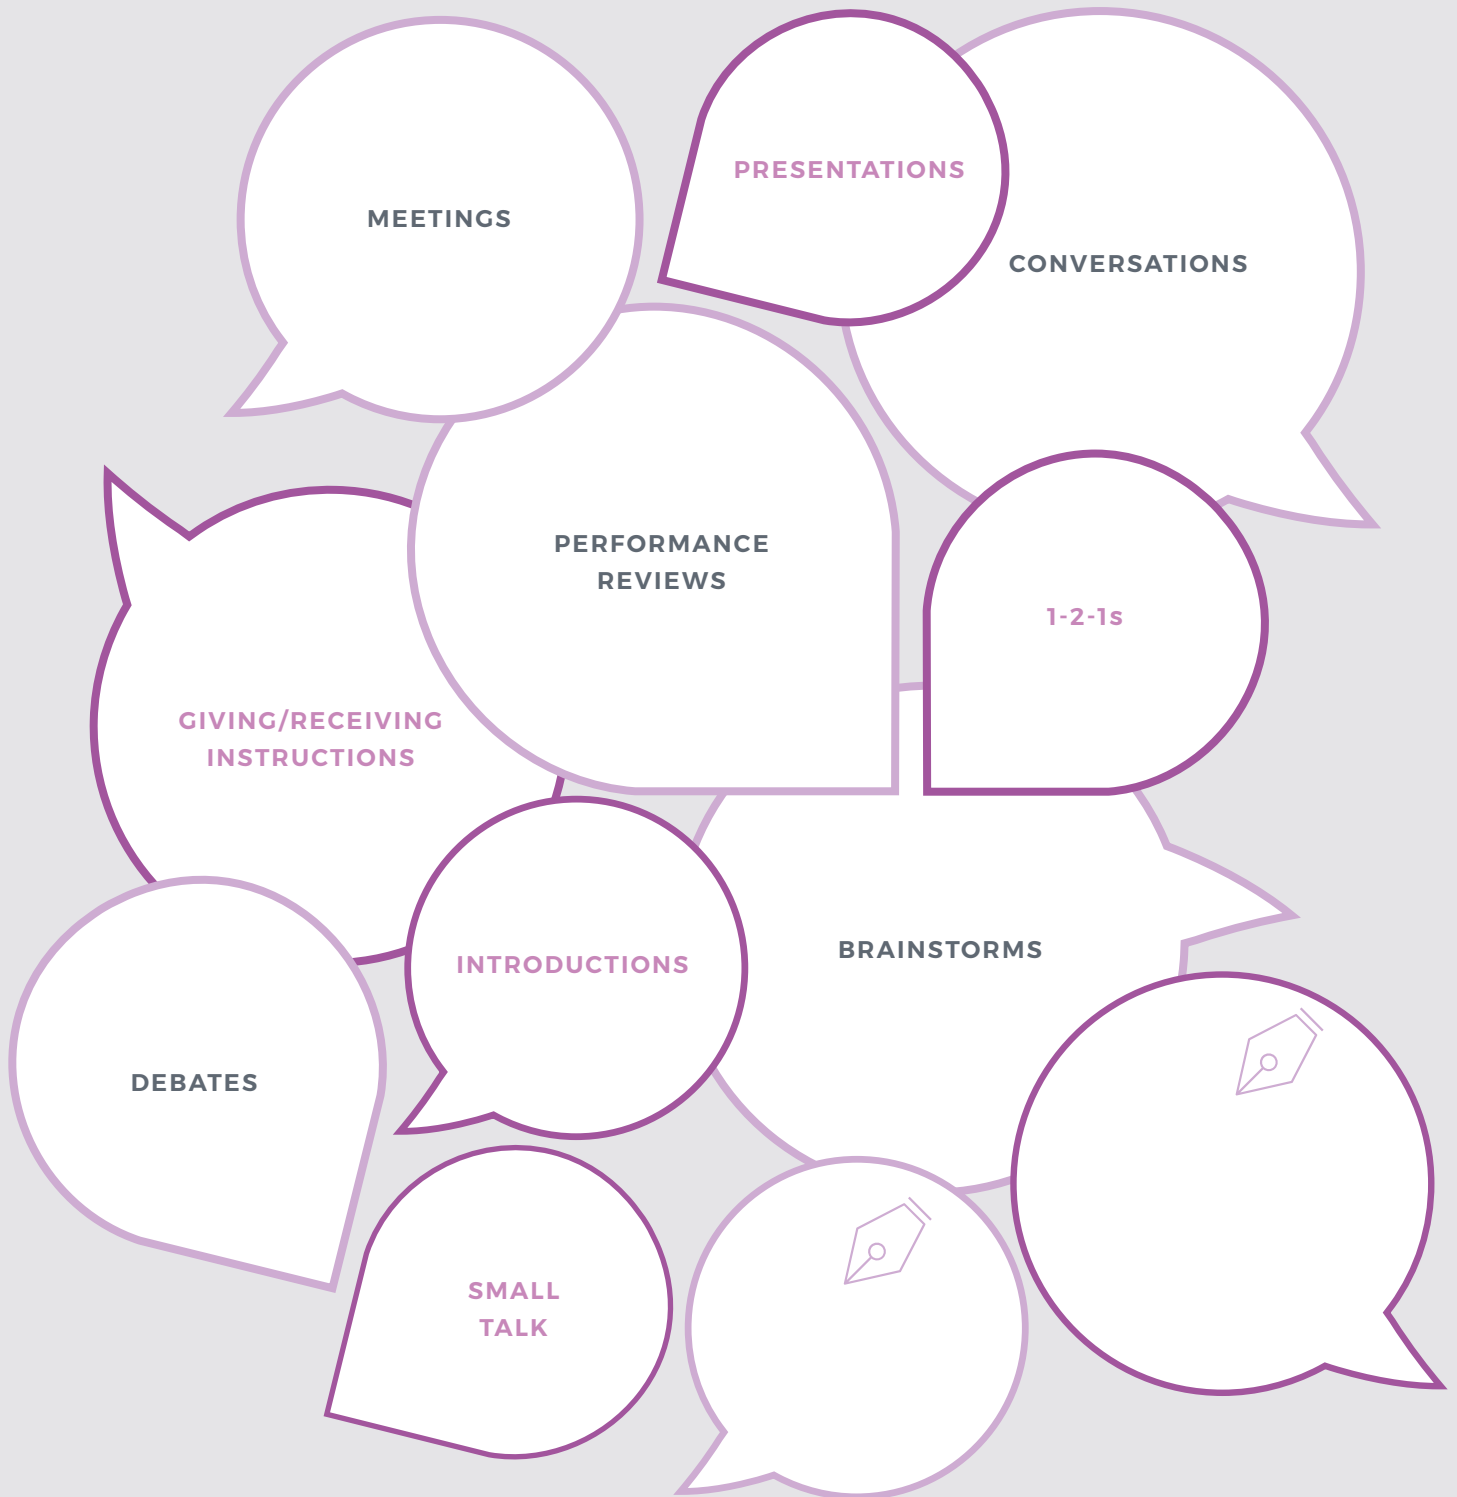 PRESENTATIONS
MEETINGS
CONVERSATIONS
PERFORMANCE
REVIEWS
1-2-1s
GIVING/RECEIVING
INSTRUCTIONS
BRAINSTORMS
INTRODUCTIONS
DEBATES
SMALL
TALK